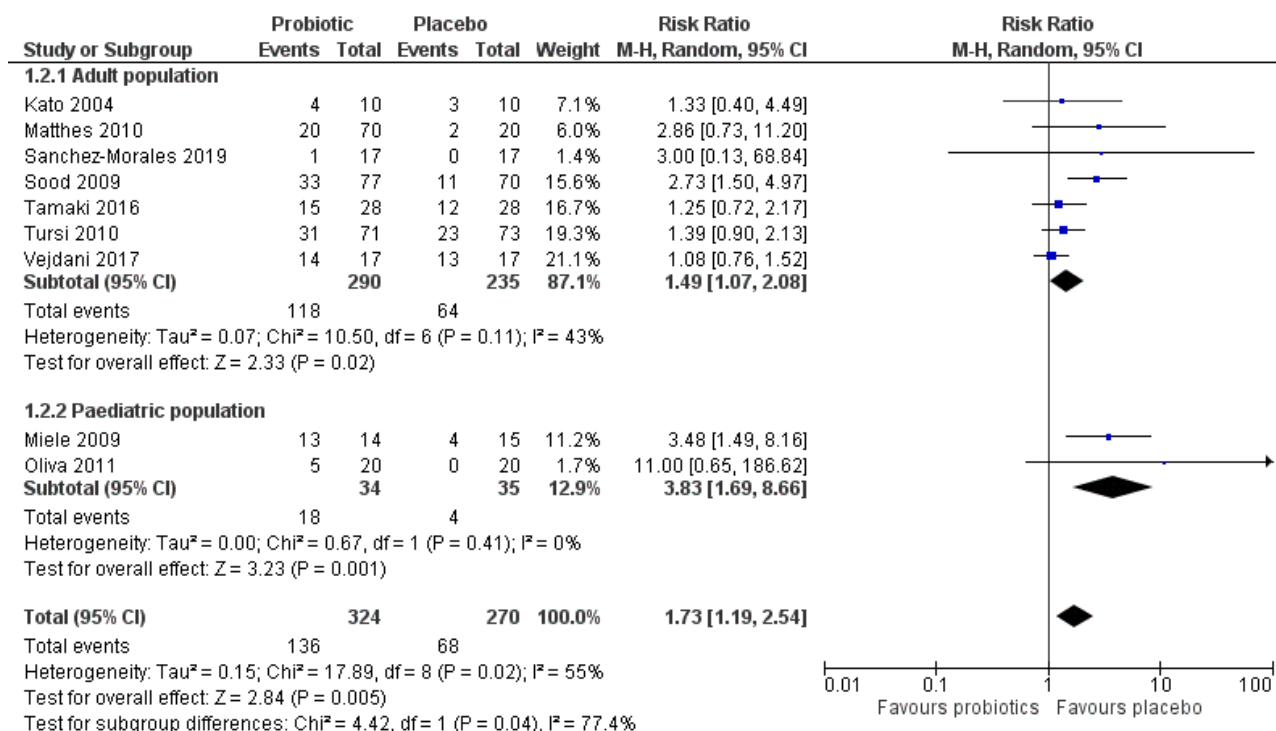 Probiotic Placebo Risk Ratio Risk Ratio
Study or Subgroup Events Total Events Total Weight M-H, Random, 95% CI M-H, Random, 95% CI
1.2.1 Adult population
Kato 2004 4 10 3 10 7.1% 1.33 [0.40, 4.49]
Matthes 2010 20 70 2 20 6.0% 2.86 [0.73, 11.20]
Sanchez-Morales 2019 1 17 0 17 1.4% 3.00 [0.13, 68.84]
Sood 2009 33 77 11 70 15.6% 2.73 [1.50, 4.97]
Tamaki 2016 15 28 12 28 16.7% 1.25 [0.72, 2.17]
Tursi 2010 31 71 23 73 19.3% 1.39 [0.90, 2.13]
Vejdani 2017 14 17 13 17 21.1% 1.08 [0.76, 1.52]
Subtotal (95% CI) 290 235 87.1% 1.49 [1.07, 2.08]
Total events 118 64
Heterogeneity: Tau² = 0.07; Chi² = 10.50, df = 6 (P = 0.11); I² = 43%
Test for overall effect: Z = 2.33 (P = 0.02)
1.2.2 Paediatric population
Miele 2009 13 14 4 15 11.2% 3.48 [1.49, 8.16]
Oliva 2011 5 20 0 20 1.7% 11.00 [0.65, 186.62]
Subtotal (95% CI) 34 35 12.9% 3.83 [1.69, 8.66]
Total events 18 4
Heterogeneity: Tau² = 0.00; Chi² = 0.67, df = 1 (P = 0.41); I² = 0%
Test for overall effect: Z = 3.23 (P = 0.001)
Total (95% CI) 324 270 100.0% 1.73 [1.19, 2.54]
Total events 136 68
Heterogeneity: Tau² = 0.15; Chi² = 17.89, df = 8 (P = 0.02); I² = 55%
Test for overall effect: Z = 2.84 (P = 0.005)
Test for subgroup differences: Chi² = 4.42, df = 1 (P = 0.04), I² = 77.4%
0.01 0.1 1 10 100
Favours probiotics Favours placebo